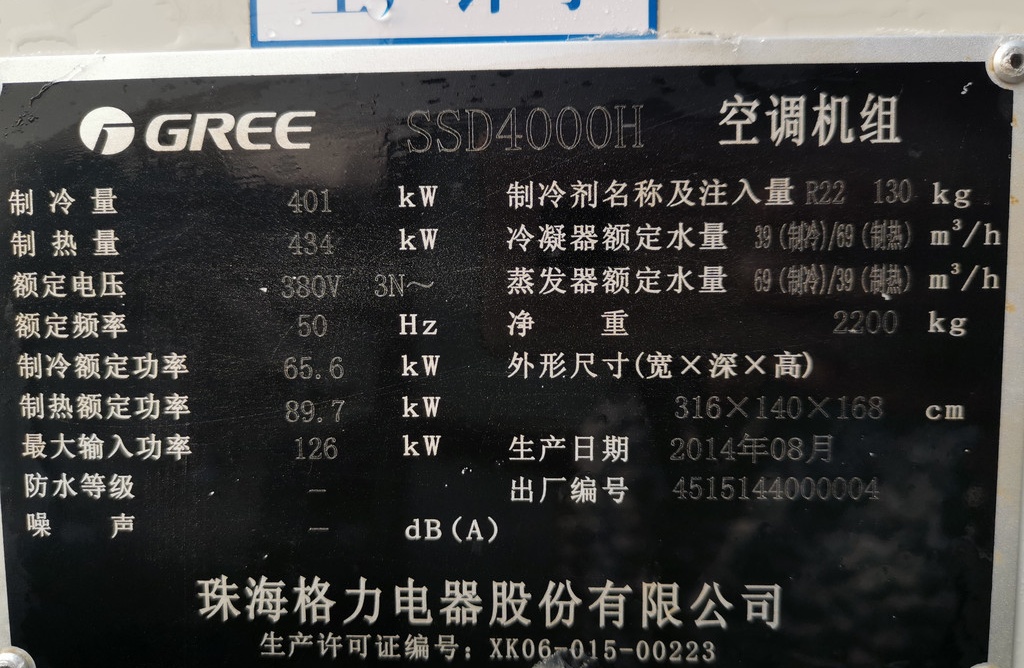 GREE SSD4000H 空调机组
制冷量 401 kW 制冷剂名称及注入量 R22 130 kg
制热量 434 kW 冷凝器额定水量 39(制冷)/69(制热) m³/h
额定电压 380V 3N~ 蒸发器额定水量 69(制冷)/39(制热) m³/h
额定频率 50 Hz 净 重 2200 kg
制冷额定功率 65.6 kW 外形尺寸(宽×深×高)
制热额定功率 89.7 kW 316×140×168 cm
最大输入功率 126 kW 生产日期 2014年08月
防水等级 — 出厂编号 4515144000004
噪 声 — dB(A)
珠海格力电器股份有限公司
生产许可证编号：XK06-015-00223